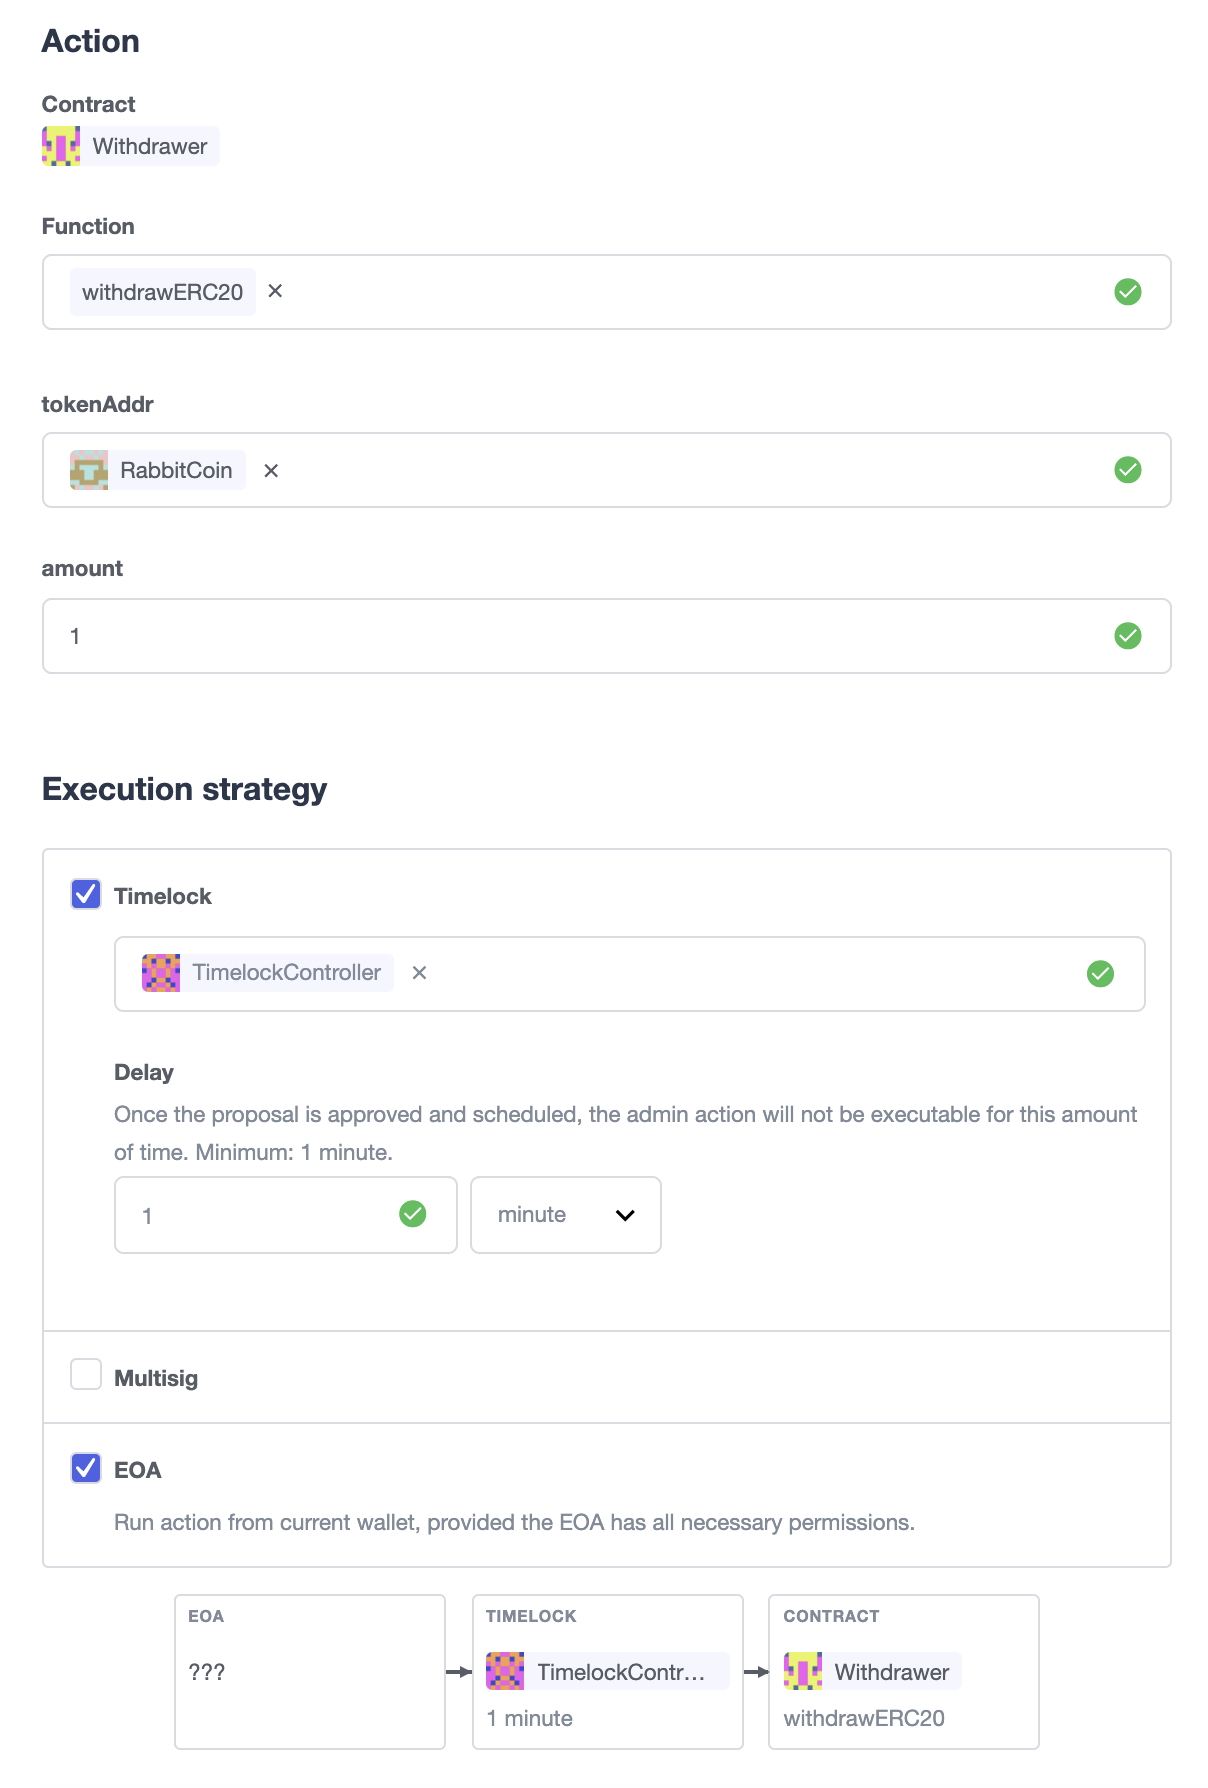 Action
Contract
Withdrawer
Function
withdrawERC20 ×
tokenAddr
RabbitCoin ×
amount
1
Execution strategy
Timelock
TimelockController ×
Delay
Once the proposal is approved and scheduled, the admin action will not be executable for this amount
of time. Minimum: 1 minute.
1
minute
Multisig
EOA
Run action from current wallet, provided the EOA has all necessary permissions.
EOA
???
TIMELOCK
TimelockContr...
1 minute
CONTRACT
Withdrawer
withdrawERC20